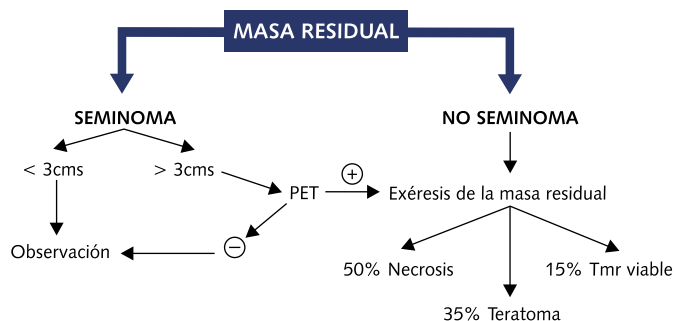 MASA RESIDUAL
SEMINOMA
NO SEMINOMA
< 3cms
> 3cms
PET
+
Exéresis de la masa residual
Observación
−
50% Necrosis
15% Tmr viable
35% Teratoma